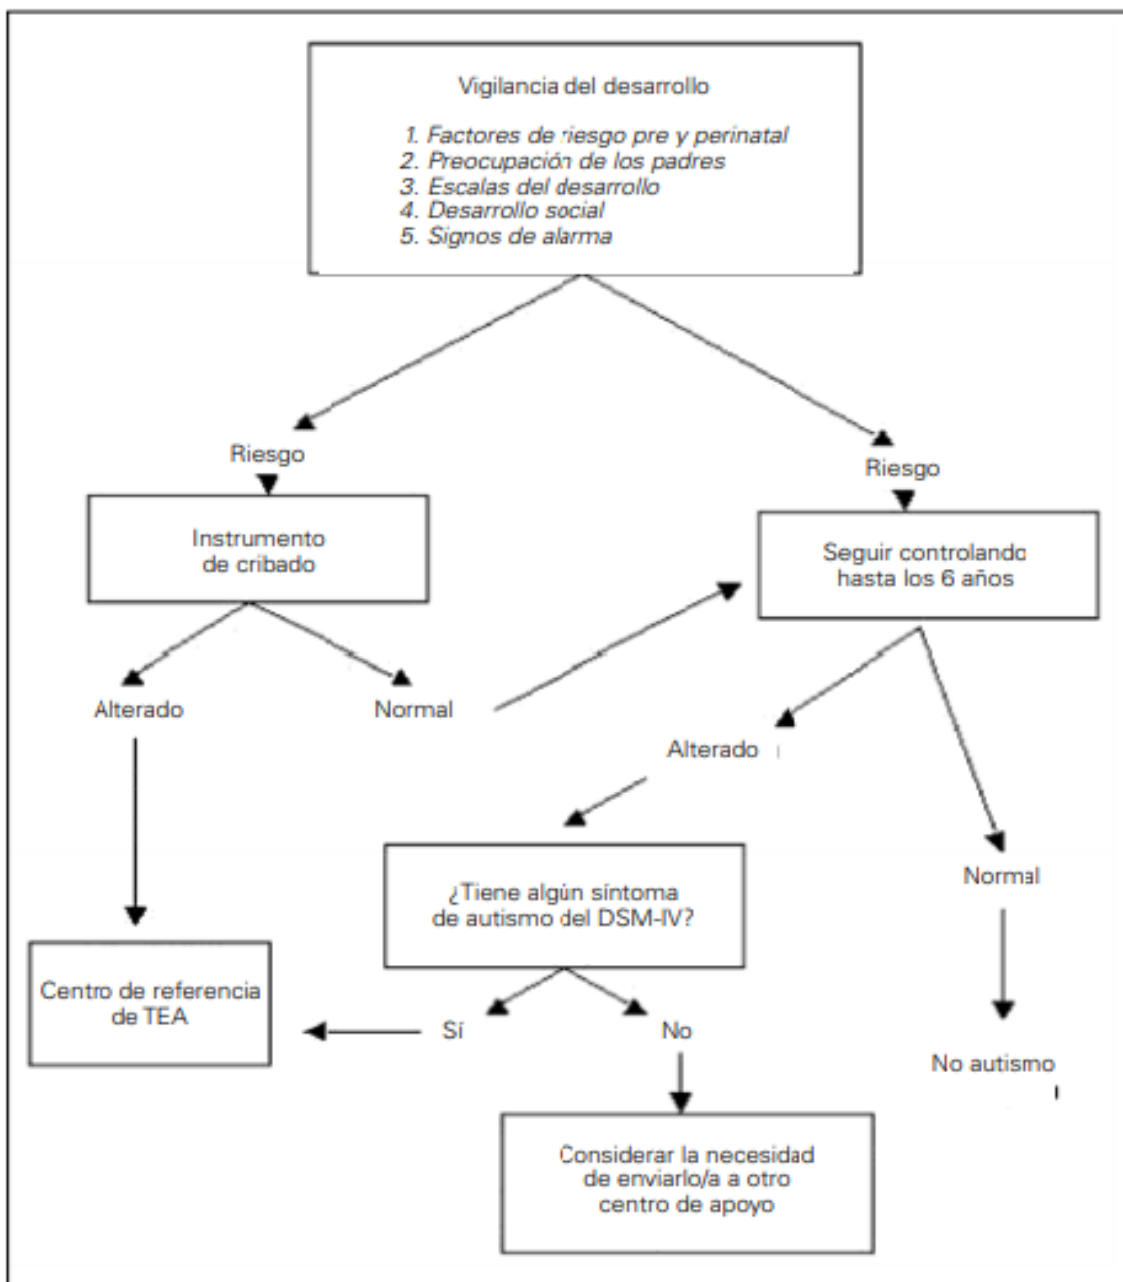 Vigilancia del desarrollo
1. Factores de riesgo pre y perinatal
2. Preocupación de los padres
3. Escalas del desarrollo
4. Desarrollo social
5. Signos de alarma
Riesgo
Riesgo
Instrumento
de cribado
Seguir controlando
hasta los 6 años
Alterado
Normal
Alterado
¿Tiene algún síntoma
de autismo del DSM-IV?
Normal
Centro de referencia
de TEA
Sí
No
No autismo
Considerar la necesidad
de enviarlo/a a otro
centro de apoyo